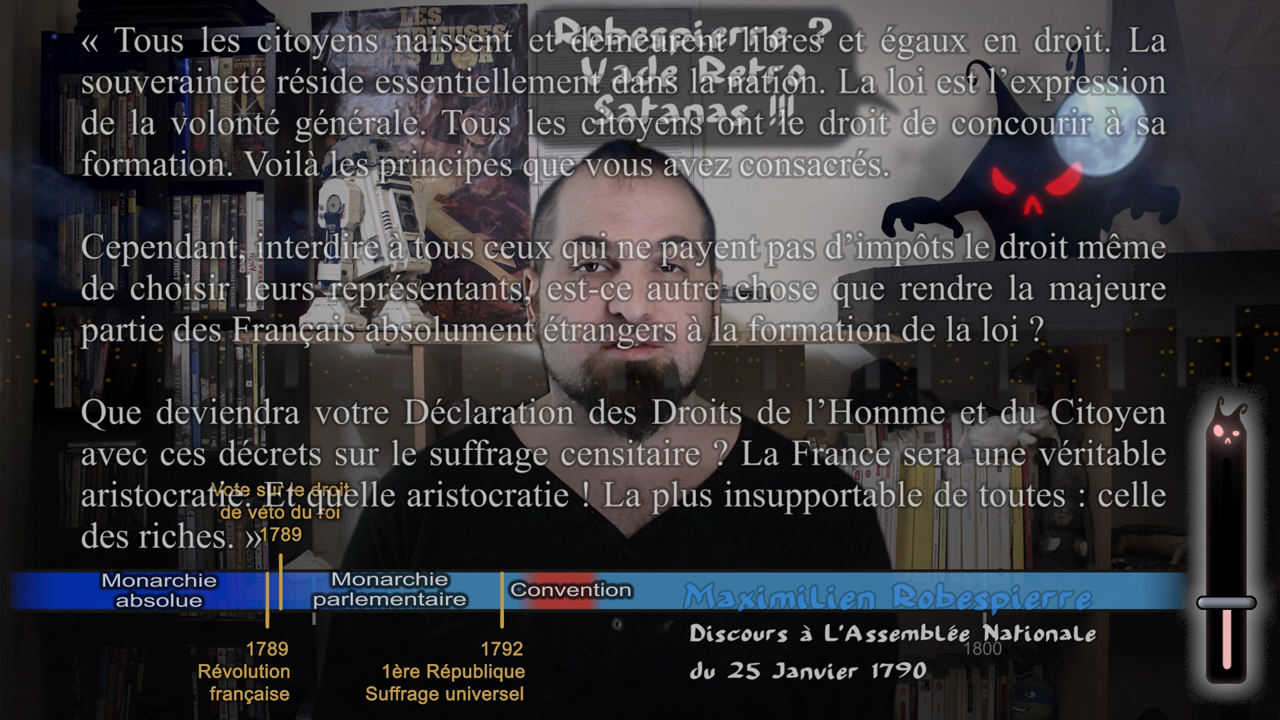 LES
Robespierre ?
Vade Retro
Satanas !!!
« Tous les citoyens naissent et demeurent libres et égaux en droit. La
souveraineté réside essentiellement dans la nation. La loi est l’expression
de la volonté générale. Tous les citoyens ont le droit de concourir à sa
formation. Voilà les principes que vous avez consacrés.
Cependant, interdire à tous ceux qui ne payent pas d’impôts le droit même
de choisir leurs représentants, est-ce autre chose que rendre la majeure
partie des Français absolument étrangers à la formation de la loi ?
Que deviendra votre Déclaration des Droits de l’Homme et du Citoyen
avec ces décrets sur le suffrage censitaire ? La France sera une véritable
aristocratie. Et quelle aristocratie ! La plus insupportable de toutes : celle
des riches. »
Vote sur le droit
de véto du roi
1789
Monarchie
absolue
Monarchie
parlementaire
Convention
1789
Révolution
française
1792
1ère République
Suffrage universel
1800
Maximilien Robespierre
Discours à L'Assemblée Nationale
du 25 Janvier 1790